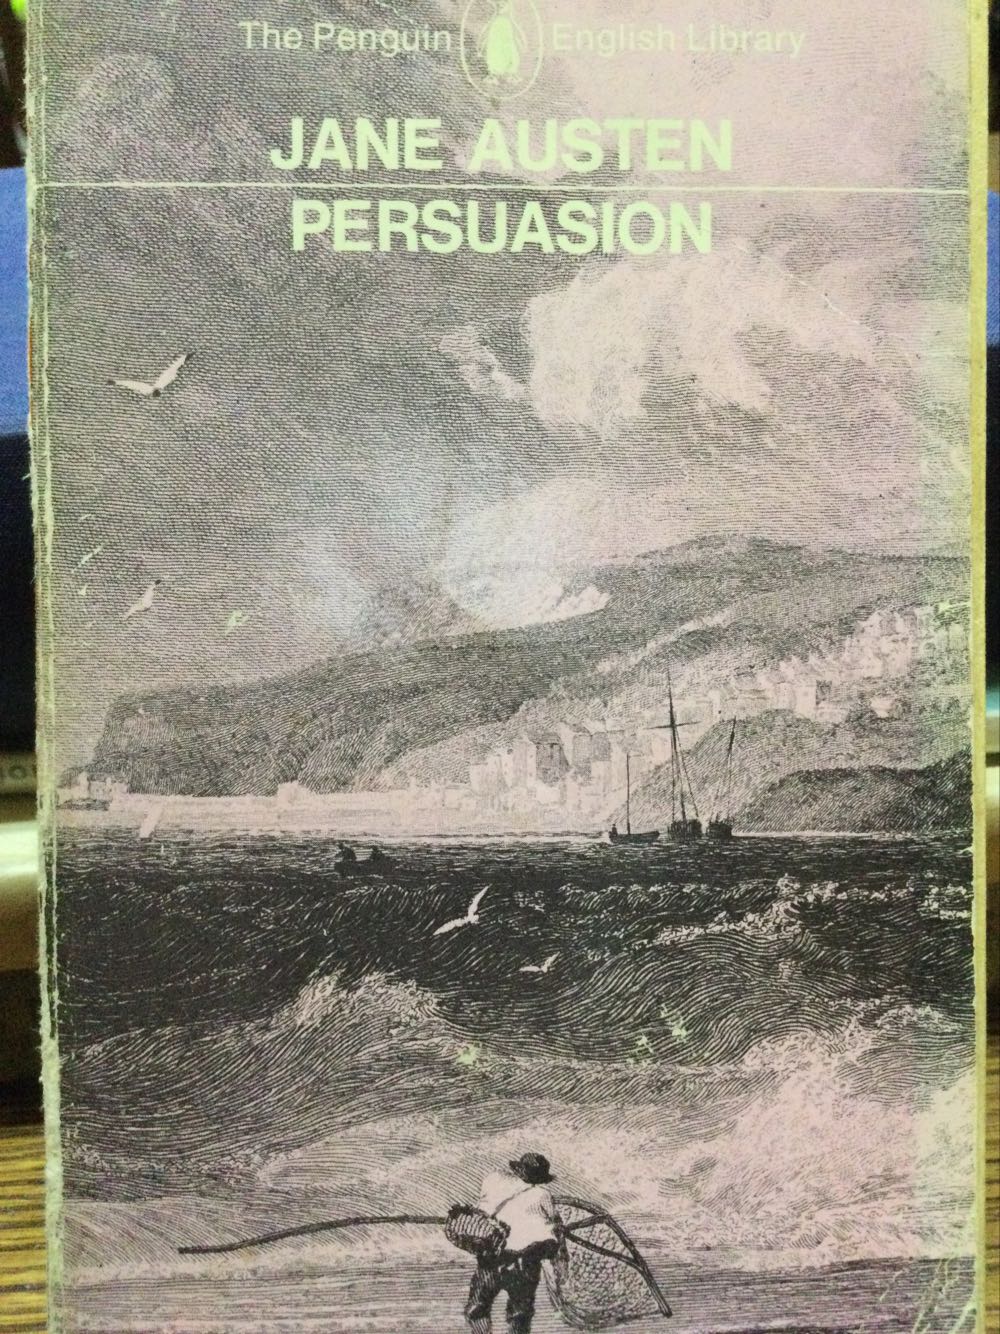 The Penguin English Library
JANE AUSTEN
PERSUASION